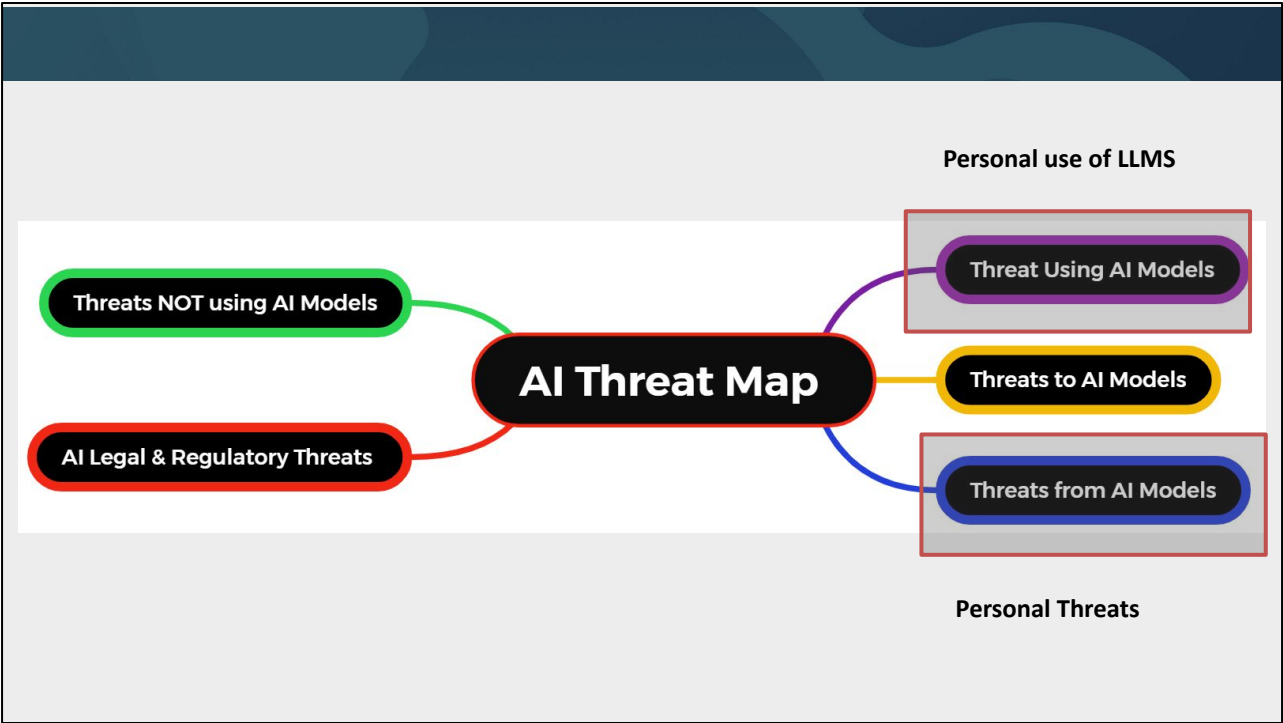 Personal use of LLMS
Threat Using AI Models
Threats NOT using AI Models
AI Threat Map
Threats to AI Models
AI Legal & Regulatory Threats
Threats from AI Models
Personal Threats